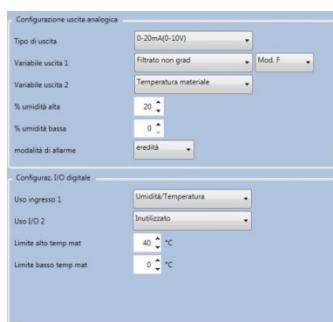 Configurazione uscita analogica
Tipo di uscita 0-20mA(0-10V)
Variabile uscita 1 Filtrato non grad Mod. F
Variabile uscita 2 Temperatura materiale
% umidità alta 20
% umidità bassa 0
modalità di allarme eredità
Configuraz. I/O digitale
Uso ingresso 1 Umidità/Temperatura
Uso I/O 2 Inutilizzato
Limite alto temp mat 40 °C
Limite basso temp mat 0 °C